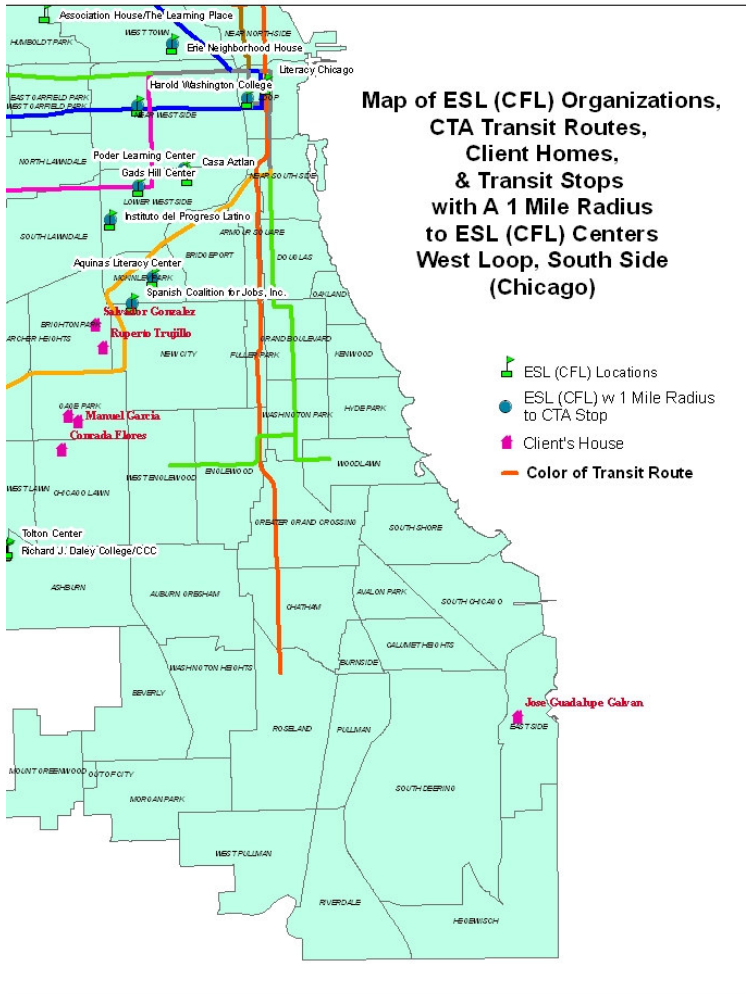 Association House/The Learning Place
WEST TOWN
NEAR NORTHSIDE
HUMBOLDT PARK
Erie Neighborhood House
Literacy Chicago
Harold Washington College
EAST GARFIELD PARK
WEST GARFIELD PARK
LOOP
NEAR WEST SIDE
Map of ESL (CFL) Organizations,
CTA Transit Routes,
Client Homes,
& Transit Stops
with A 1 Mile Radius
to ESL (CFL) Centers
West Loop, South Side
(Chicago)
Poder Learning Center
NORTH LAWNDALE
Casa Aztlan
Gads Hill Center
NEAR SOUTH SIDE
LOWER WEST SIDE
Instituto del Progreso Latino
SOUTH LAWNDALE
ARMOUR SQUARE
BRIDGEPORT
DOUGLAS
Aquinas Literacy Center
MCKINLEY PARK
Spanish Coalition for Jobs, Inc.
OAKLAND
Salvador Gonzalez
BRIGHTON PARK
Ruperto Trujillo
ARCHER HEIGHTS
GRAND BOULEVARD
NEW CITY
FULLER PARK
KENWOOD
ESL (CFL) Locations
ESL (CFL) w 1 Mile Radius
to CTA Stop
Client's House
Color of Transit Route
GAGE PARK
Manuel Garcia
WASHINGTON PARK
HYDE PARK
Conrada Flores
WOODLAWN
ENGLEWOOD
WEST ENGLEWOOD
WEST LAWN
CHICAGO LAWN
GREATER GRAND CROSSING
SOUTH SHORE
Tolton Center
Richard J. Daley College/CCC
ASHBURN
AUBURN GRESHAM
AVALON PARK
CHATHAM
SOUTH CHICAGO
CALUMET HEIGHTS
BURNSIDE
WASHINGTON HEIGHTS
BEVERLY
Jose Guadalupe Galvan
EAST SIDE
ROSELAND
PULLMAN
MOUNT GREENWOOD
OUT OF CITY
SOUTH DEERING
MORGAN PARK
WEST PULLMAN
RIVERDALE
HEGEWISCH